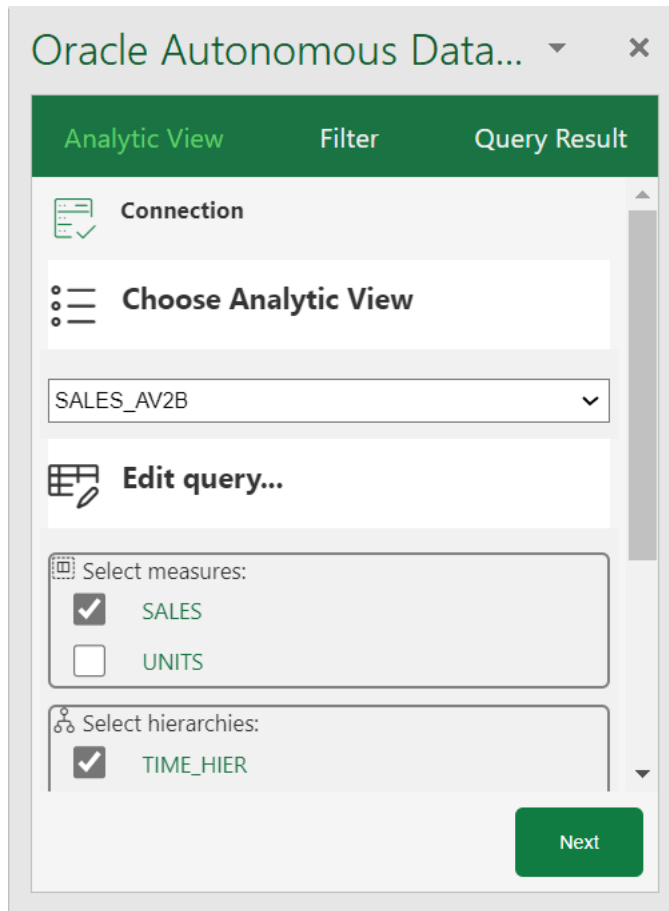 Oracle Autonomous Data...
Analytic View Filter Query Result
Connection
Choose Analytic View
SALES_AV2B
Edit query...
Select measures:
SALES
UNITS
Select hierarchies:
TIME_HIER
Next